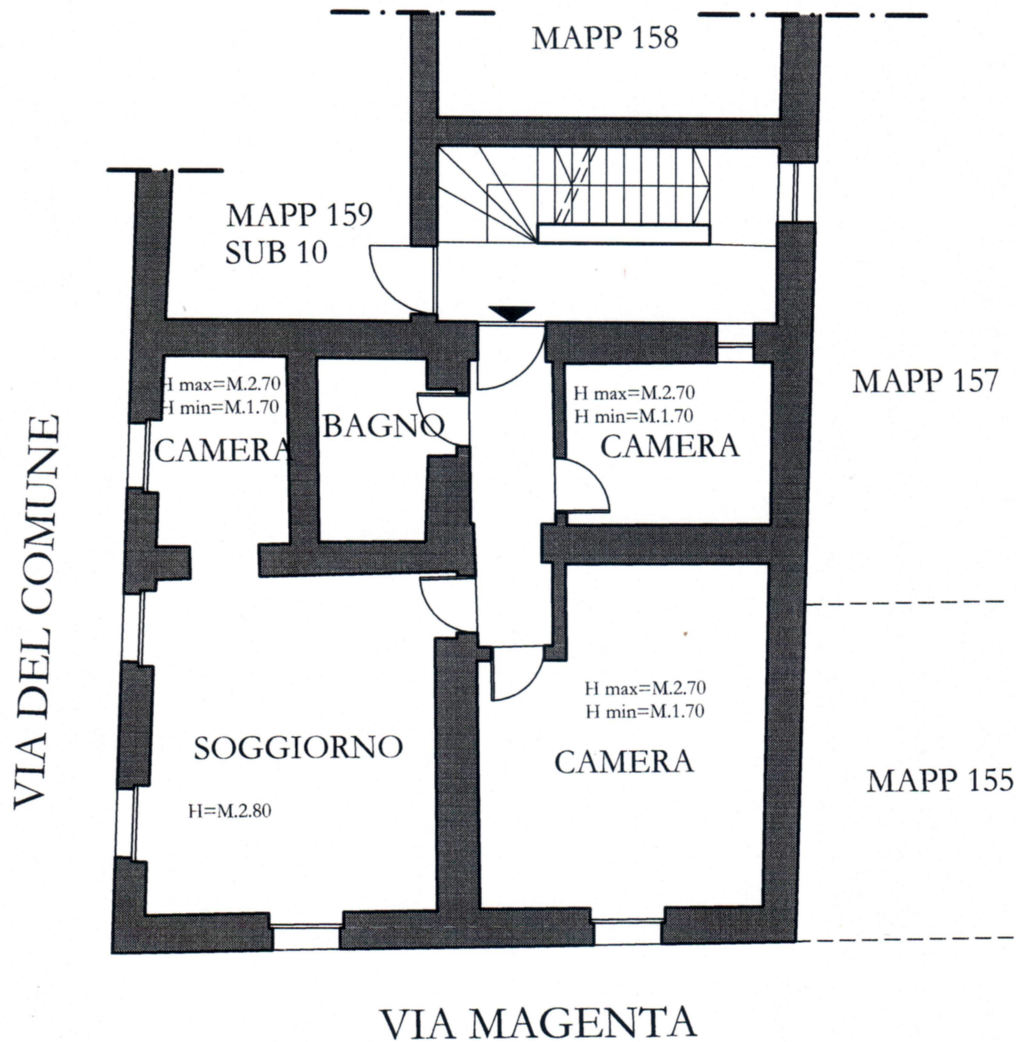 MAPP 158
MAPP 159
SUB 10
H max=M.2.70
H min=M.1.70
CAMERA
BAGNO
H max=M.2.70
H min=M.1.70
CAMERA
MAPP 157
VIA DEL COMUNE
H max=M.2.70
H min=M.1.70
CAMERA
SOGGIORNO
H=M.2.80
MAPP 155
VIA MAGENTA